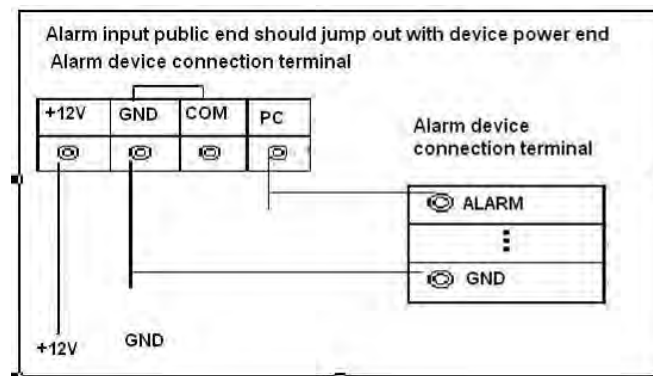 Alarm input public end should jump out with device power end
Alarm device connection terminal
+12V GND COM PC
Alarm device
connection terminal
ALARM
GND
+12V GND